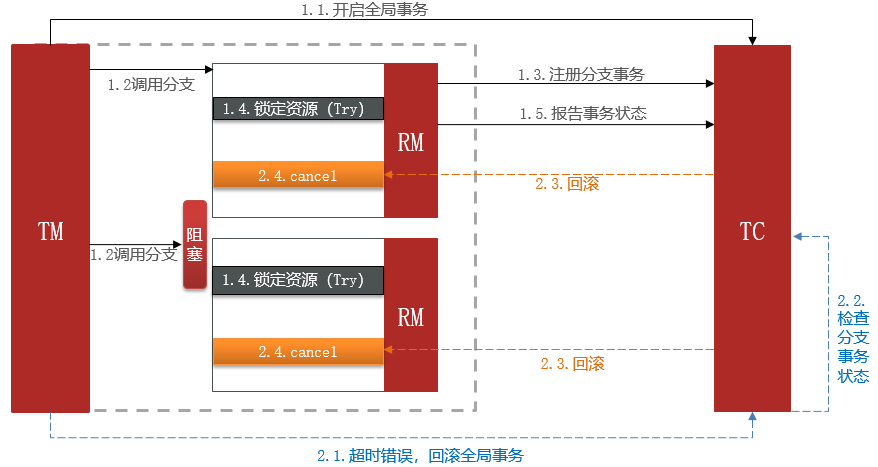 1.1.开启全局事务
1.2调用分支
1.3.注册分支事务
1.4.锁定资源（Try）
1.5.报告事务状态
RM
2.4.cancel
2.3.回滚
TM
阻
塞
TC
1.2调用分支
1.4.锁定资源（Try）
RM
2.4.cancel
2.3.回滚
2.2.
检查
分支
事务
状态
2.1.超时错误，回滚全局事务